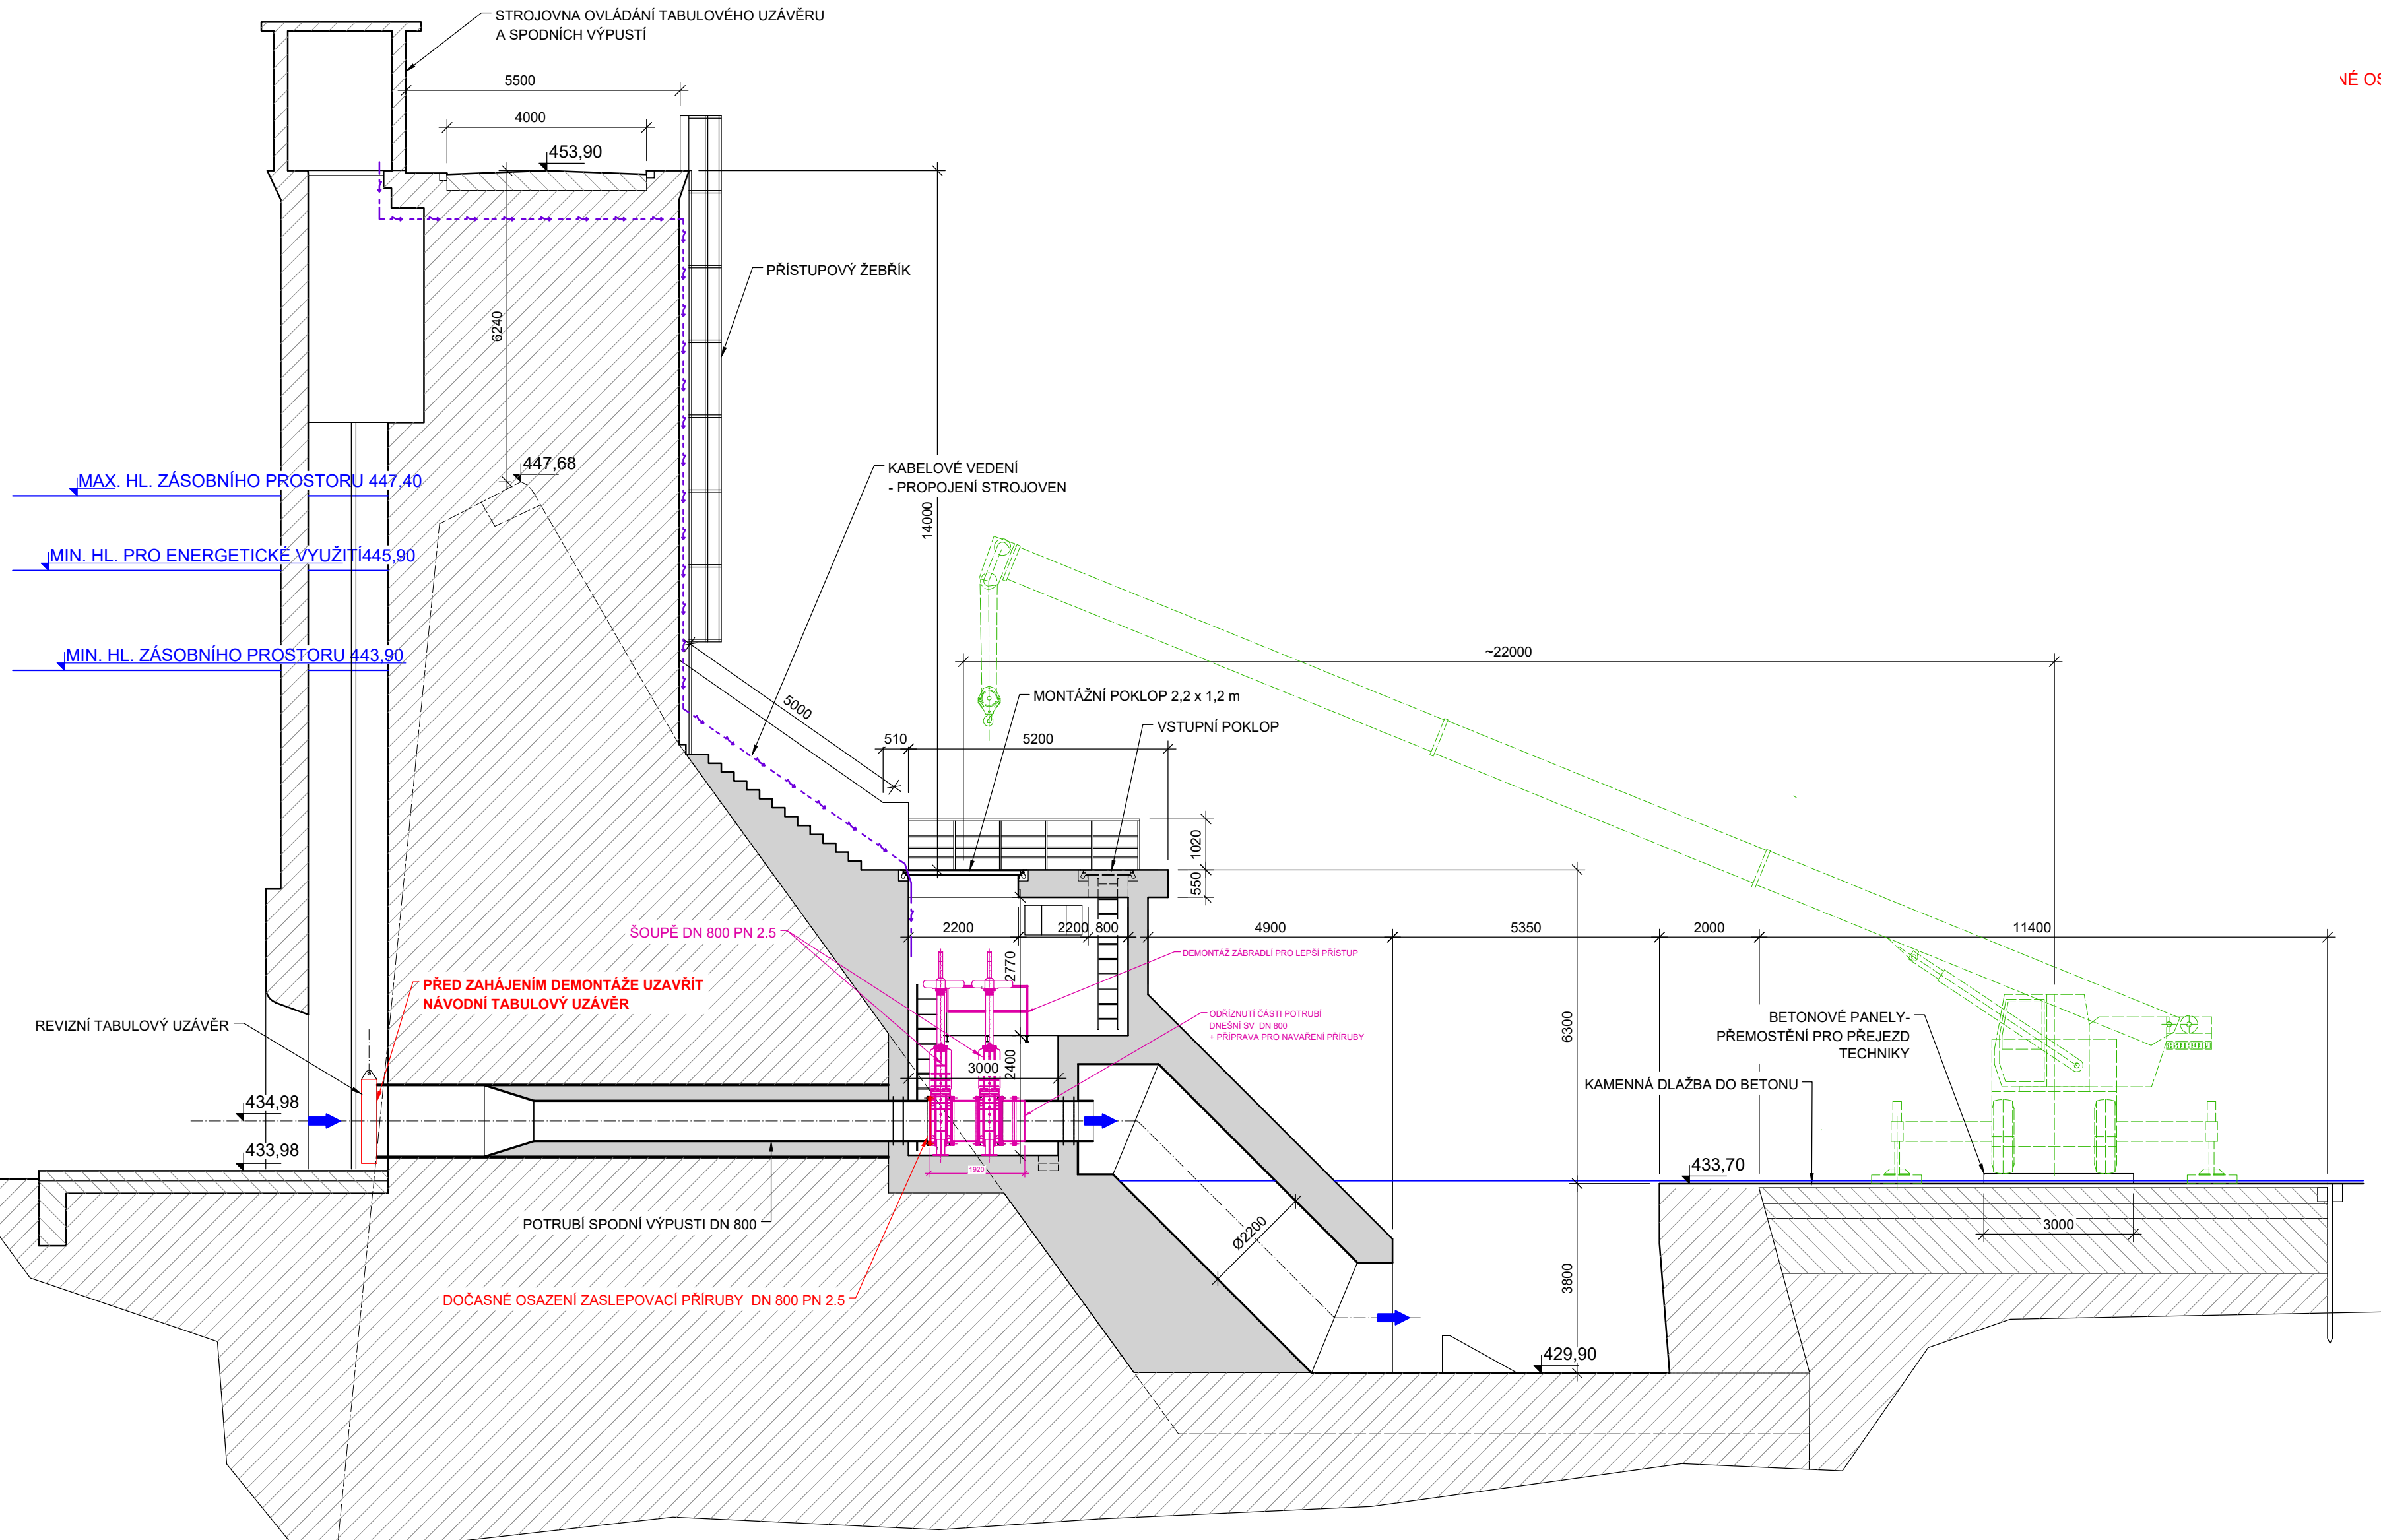 STROJOVNA OVLÁDÁNÍ TABULOVÉHO UZÁVĚRU
A SPODNÍCH VÝPUSTÍ
5500
4000
453,90
6240
PŘÍSTUPOVÝ ŽEBŘÍK
447,68
MAX. HL. ZÁSOBNÍHO PROSTORU 447,40
MIN. HL. PRO ENERGETICKÉ VYUŽITÍ445,90
MIN. HL. ZÁSOBNÍHO PROSTORU 443,90
KABELOVÉ VEDENÍ
- PROPOJENÍ STROJOVEN
14000
~22000
5000
MONTÁŽNÍ POKLOP 2,2 x 1,2 m
VSTUPNÍ POKLOP
510
5200
1020
550
ŠOUPĚ DN 800 PN 2.5
2200
2200
800
4900
5350
2000
11400
2770
DEMONTÁŽ ZÁBRADLÍ PRO LEPŠÍ PŘÍSTUP
PŘED ZAHÁJENÍM DEMONTÁŽE UZAVŘÍT
NÁVODNÍ TABULOVÝ UZÁVĚR
REVIZNÍ TABULOVÝ UZÁVĚR
ODŘÍZNUTÍ ČÁSTI POTRUBÍ
DNEŠNÍ SV DN 800
+ PŘÍPRAVA PRO NAVAŘENÍ PŘÍRUBY
6300
BETONOVÉ PANELY-
PŘEMOSTĚNÍ PRO PŘEJEZD
TECHNIKY
KAMENNÁ DLAŽBA DO BETONU
3000
2400
434,98
433,98
1920
433,70
POTRUBÍ SPODNÍ VÝPUSTI DN 800
Ø2200
3000
3800
DOČASNÉ OSAZENÍ ZASLEPOVACÍ PŘÍRUBY DN 800 PN 2.5
429,90